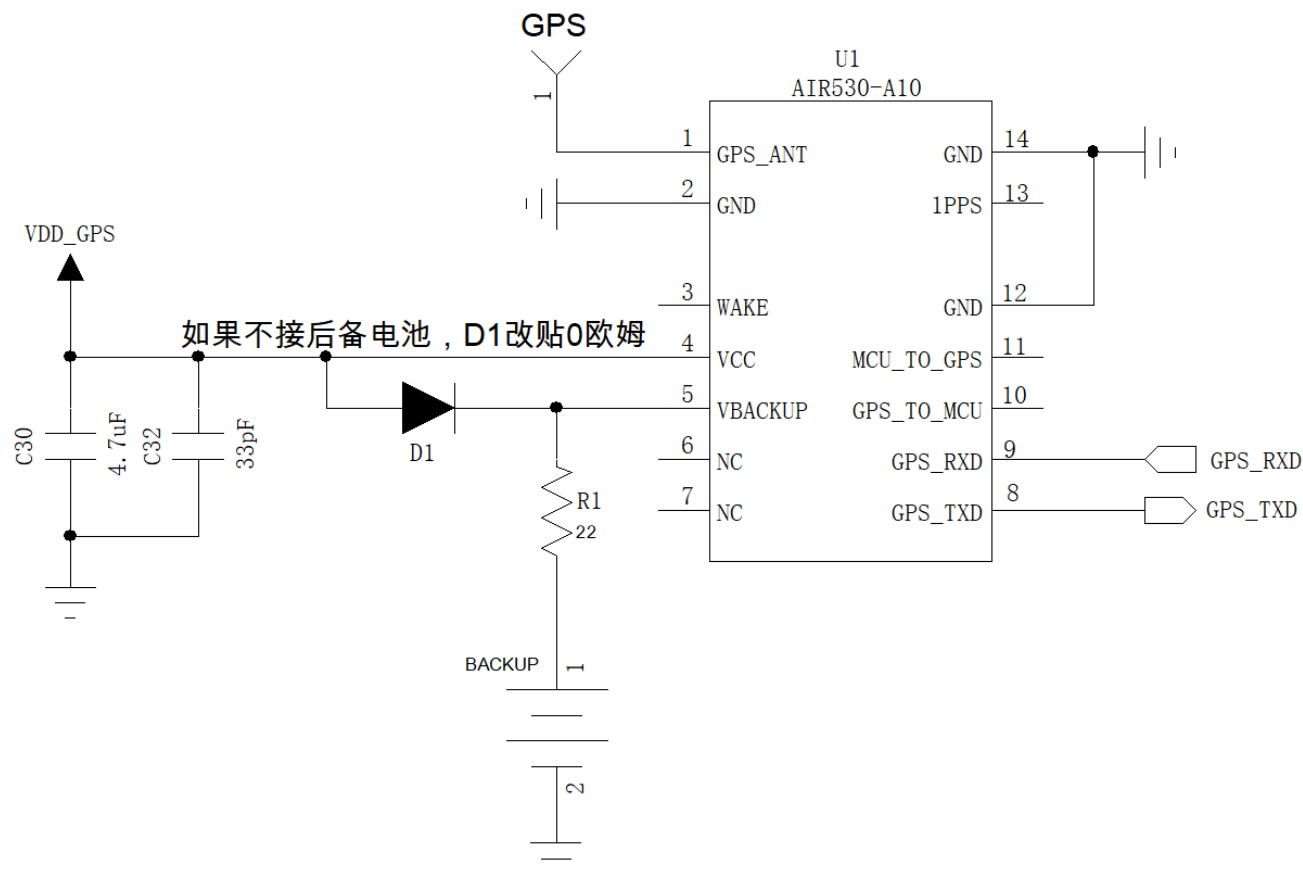 GPS
1
U1
AIR530-A10
1
GPS_ANT
GND
14
2
GND
1PPS
13
VDD_GPS
3
WAKE
GND
12
如果不接后备电池，D1改贴0欧姆
4
VCC
MCU_TO_GPS
11
5
VBACKUP
GPS_TO_MCU
10
C30
4.7uF
C32
33pF
D1
6
NC
GPS_RXD
9
GPS_RXD
7
NC
GPS_TXD
8
GPS_TXD
R1
22
BACKUP
1
2